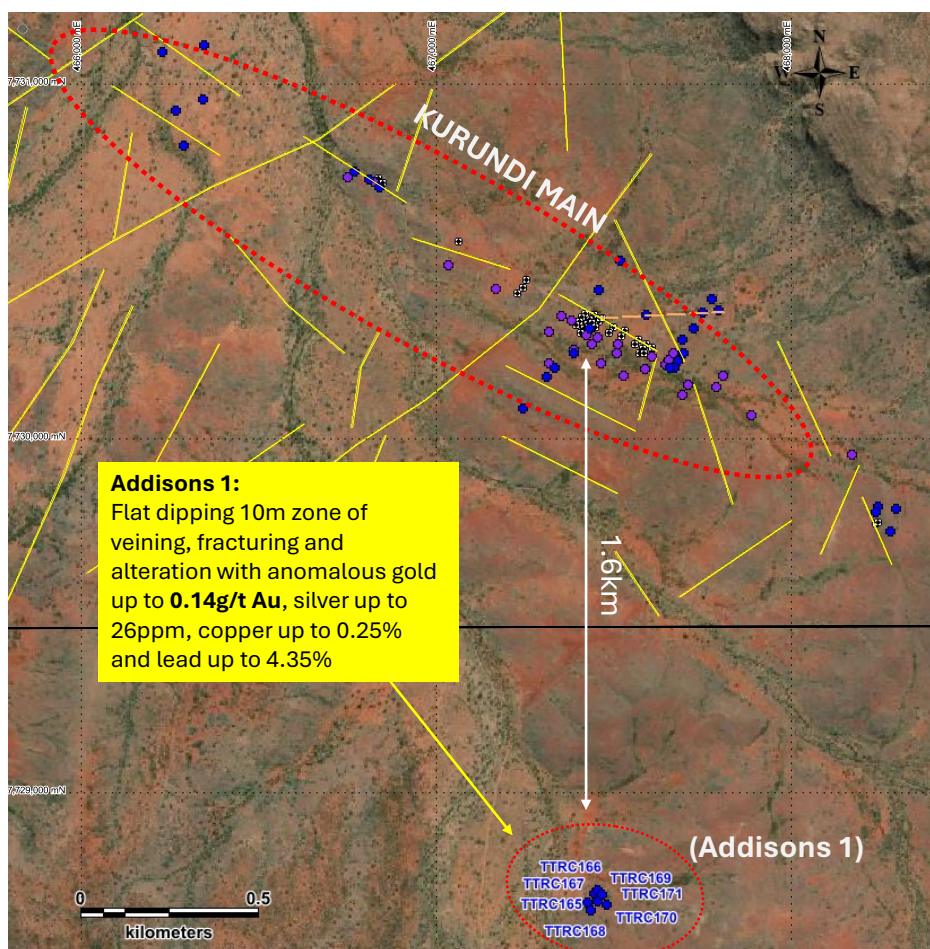 466,000 mE
467,000 mE
468,000 mE
N
W
E
S
7,731,000 mN
KURUNDI MAIN
7,730,000 mN
Addisons 1:
Flat dipping 10m zone of
veining, fracturing and
alteration with anomalous gold
up to 0.14g/t Au, silver up to
26ppm, copper up to 0.25%
and lead up to 4.35%
1.6km
7,729,000 mN
(Addisons 1)
TTRC166
TTRC169
TTRC167
TTRC171
TTRC165
TTRC170
TTRC168
0
0.5
kilometers